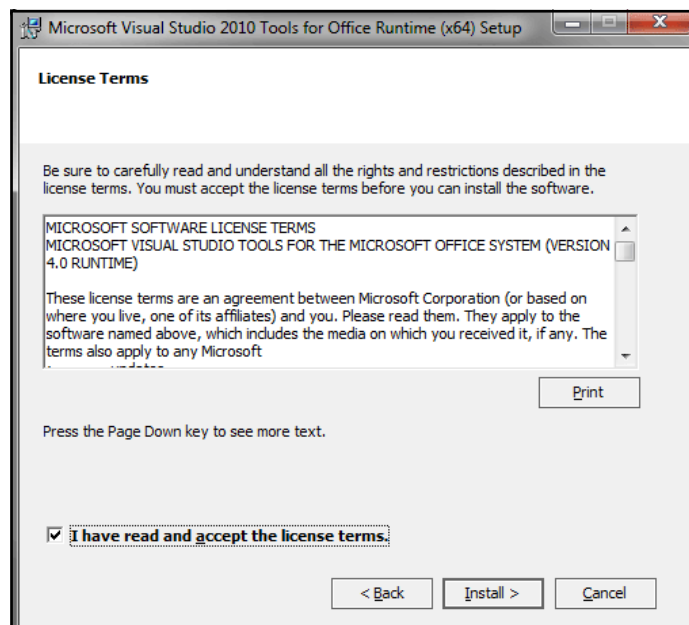 Microsoft Visual Studio 2010 Tools for Office Runtime (x64) Setup
License Terms
Be sure to carefully read and understand all the rights and restrictions described in the
license terms. You must accept the license terms before you can install the software.
MICROSOFT SOFTWARE LICENSE TERMS
MICROSOFT VISUAL STUDIO TOOLS FOR THE MICROSOFT OFFICE SYSTEM (VERSION
4.0 RUNTIME)
These license terms are an agreement between Microsoft Corporation (or based on
where you live, one of its affiliates) and you. Please read them. They apply to the
software named above, which includes the media on which you received it, if any. The
terms also apply to any Microsoft
Print
Press the Page Down key to see more text.
I have read and accept the license terms.
< Back
Install >
Cancel